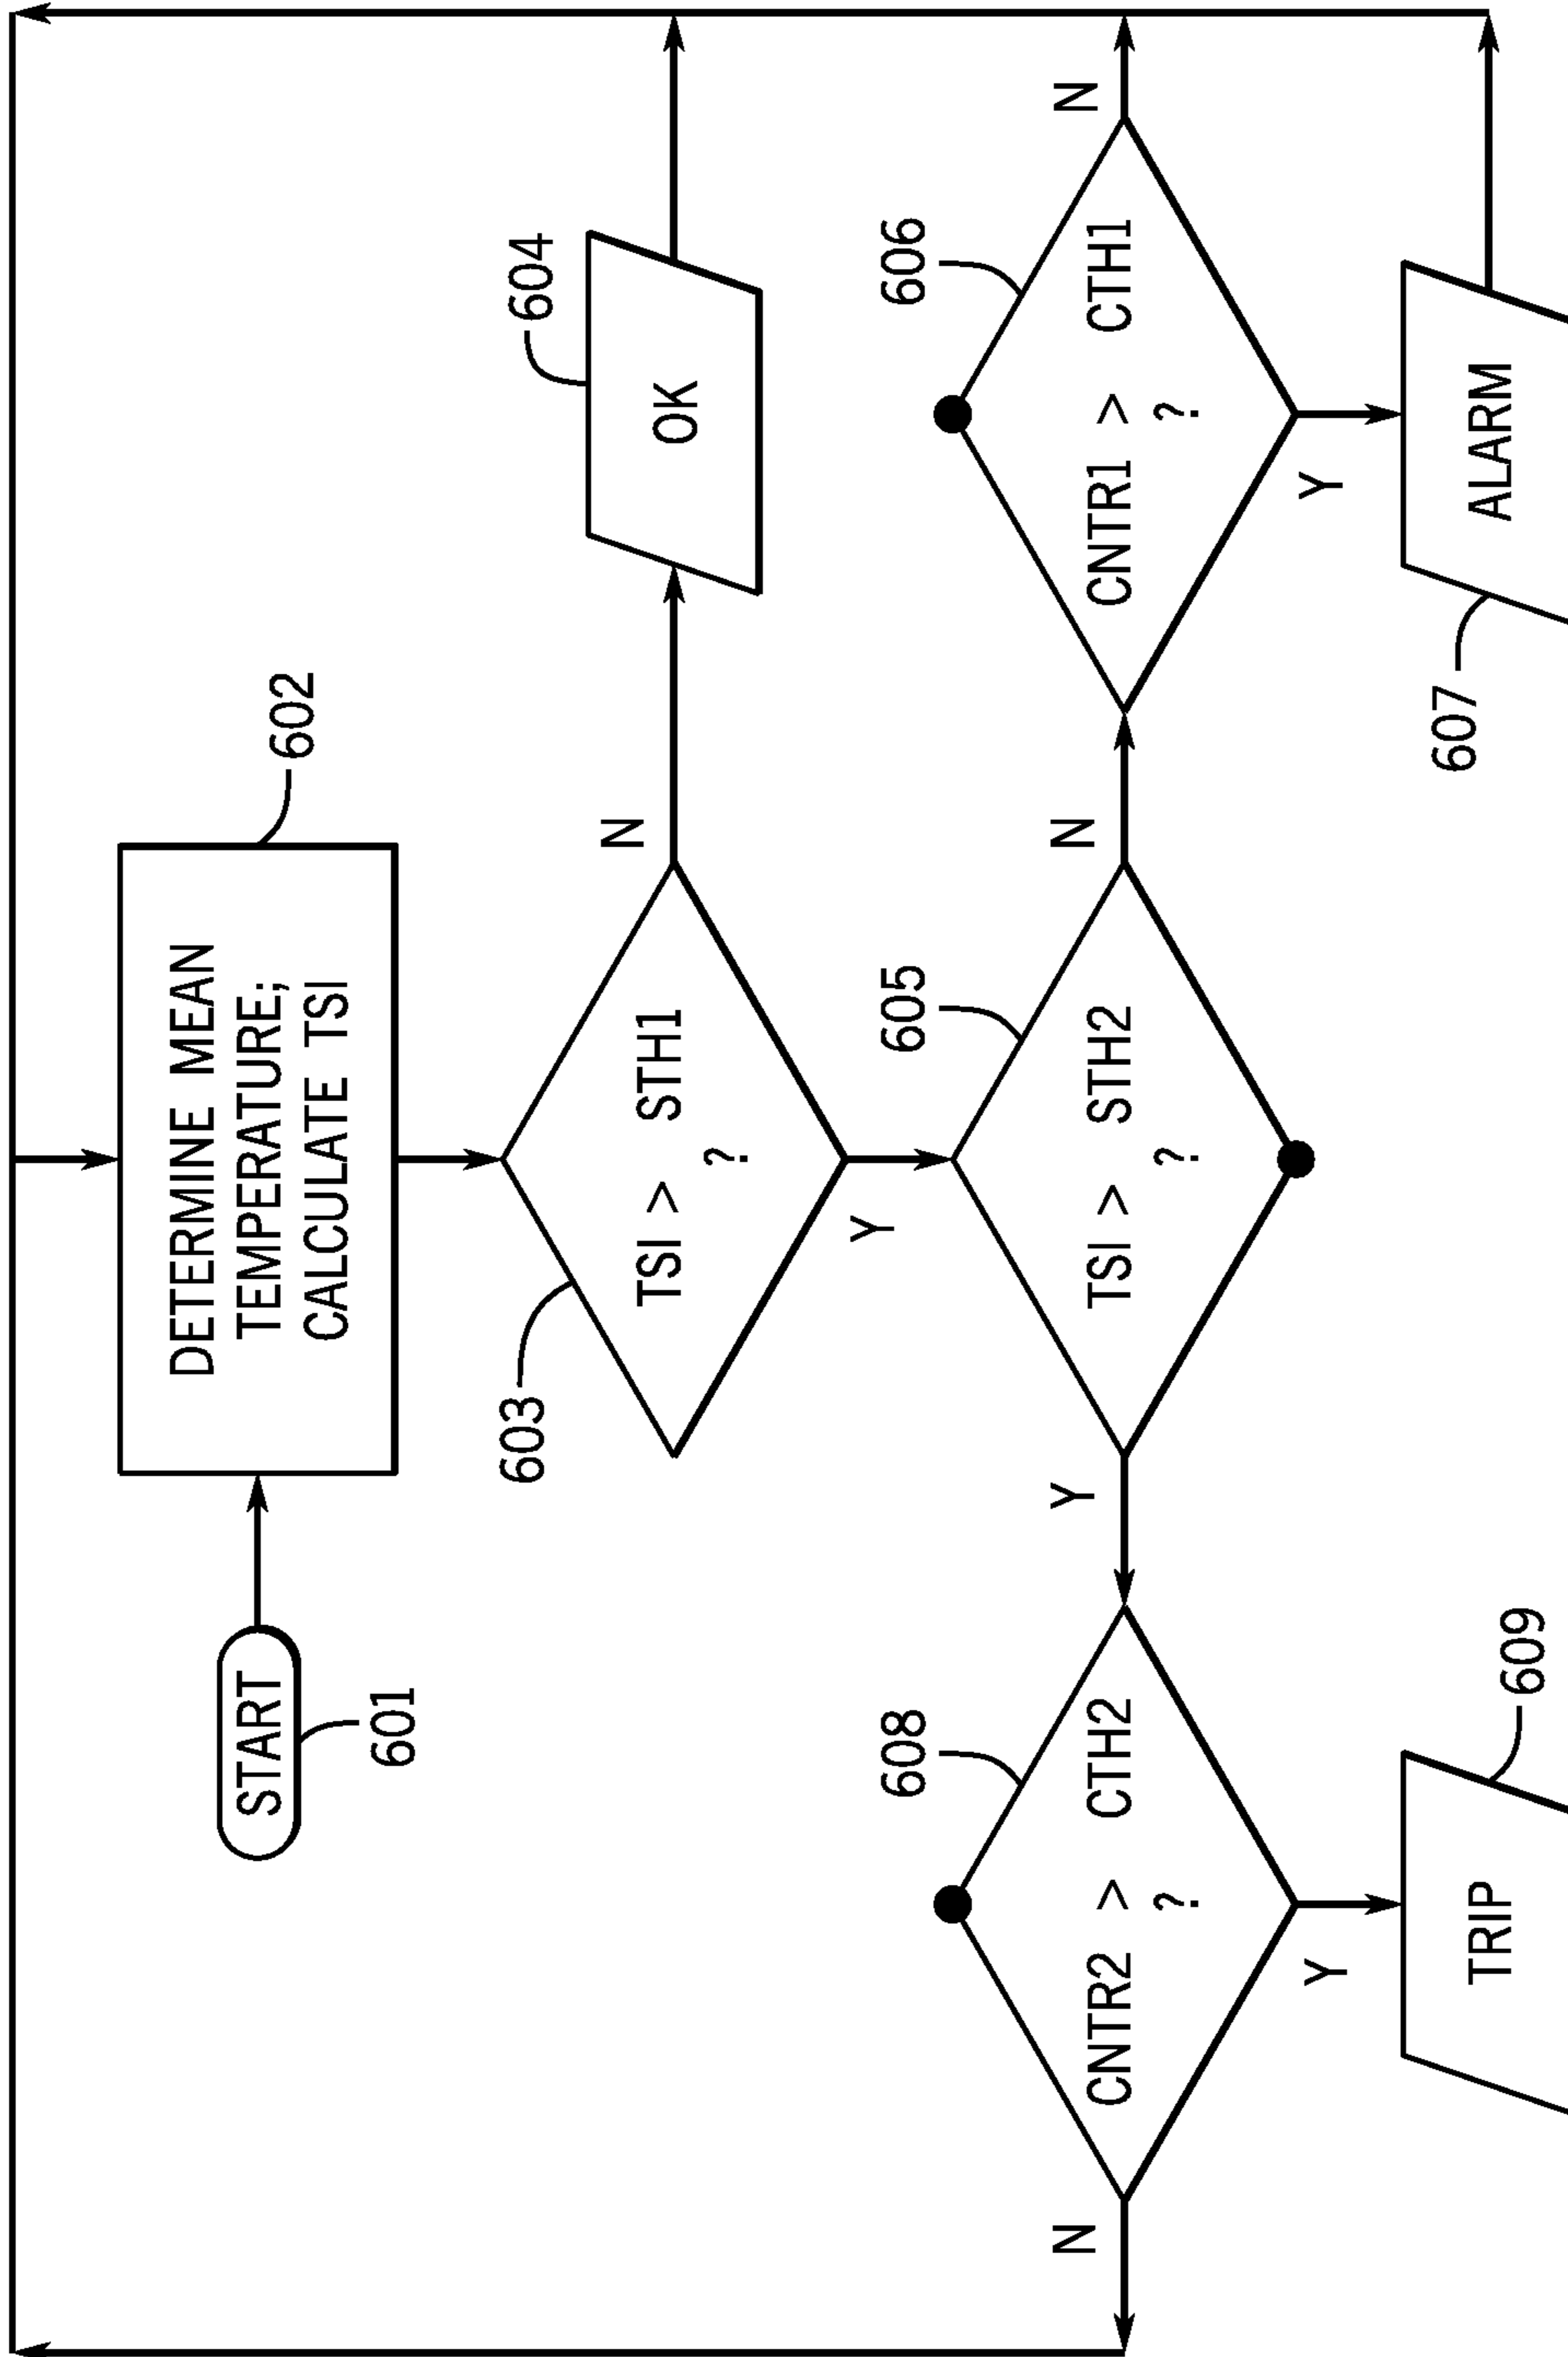 START
601
DETERMINE MEAN
TEMPERATURE;
CALCULATE TSI
602
603
TSI > STH1
?
N
Y
OK
604
608
CNTR2 > CTH2
?
N
Y
Y
605
TSI > STH2
?
N
606
CNTR1 > CTH1
?
N
Y
TRIP
609
607
ALARM